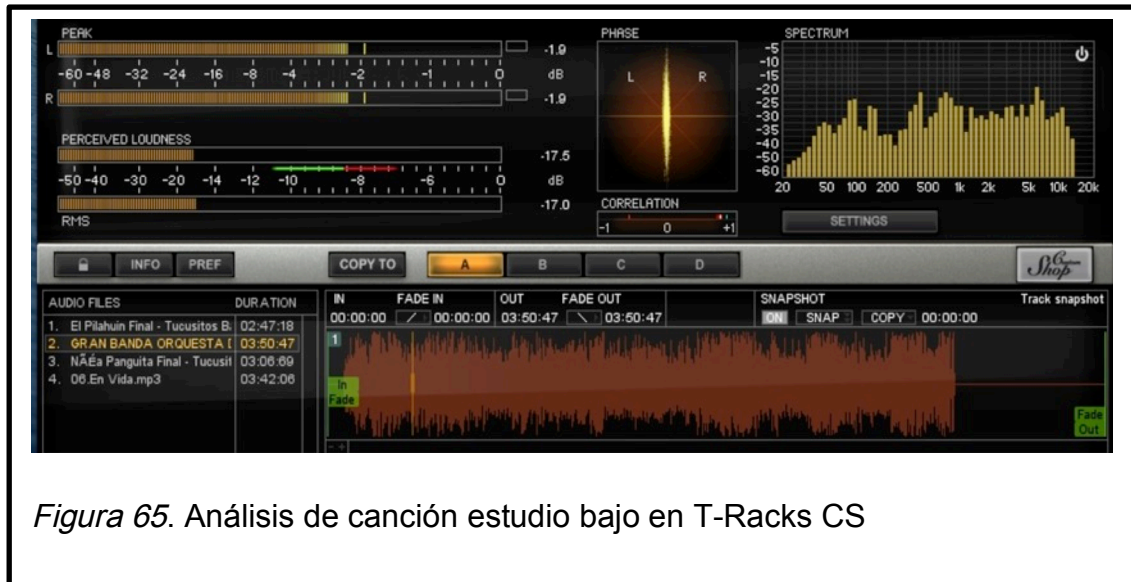 PEAK
L
-60 -48 -32 -24 -16 -8 -4 -2 -1 0 dB
-1.9
R
-1.9
PERCEIVED LOUDNESS
-17.5
-50 -40 -30 -20 -14 -12 -10 -8 -6 0 dB
-17.0
RMS
PHASE
L R
CORRELATION
-1 0 +1
SPECTRUM
-5
-10
-15
-20
-25
-30
-35
-40
-50
-60
20 50 100 200 500 1k 2k 5k 10k 20k
SETTINGS
INFO PREF COPY TO A B C D
Custom Shop
AUDIO FILES DURATION
1. El Pilahuin Final - Tucusitos B 02:47:18
2. GRAN BANDA ORQUESTA [ 03:50:47
3. NÃÉa Panguita Final - Tucusit 03:06:69
4. 06.En Vida.mp3 03:42:06
IN FADE IN OUT FADE OUT SNAPSHOT Track snapshot
00:00:00 00:00:00 03:50:47 03:50:47 ON SNAP COPY 00:00:00
1
In
Fade
Fade
Out
- +
Figura 65. Análisis de canción estudio bajo en T-Racks CS